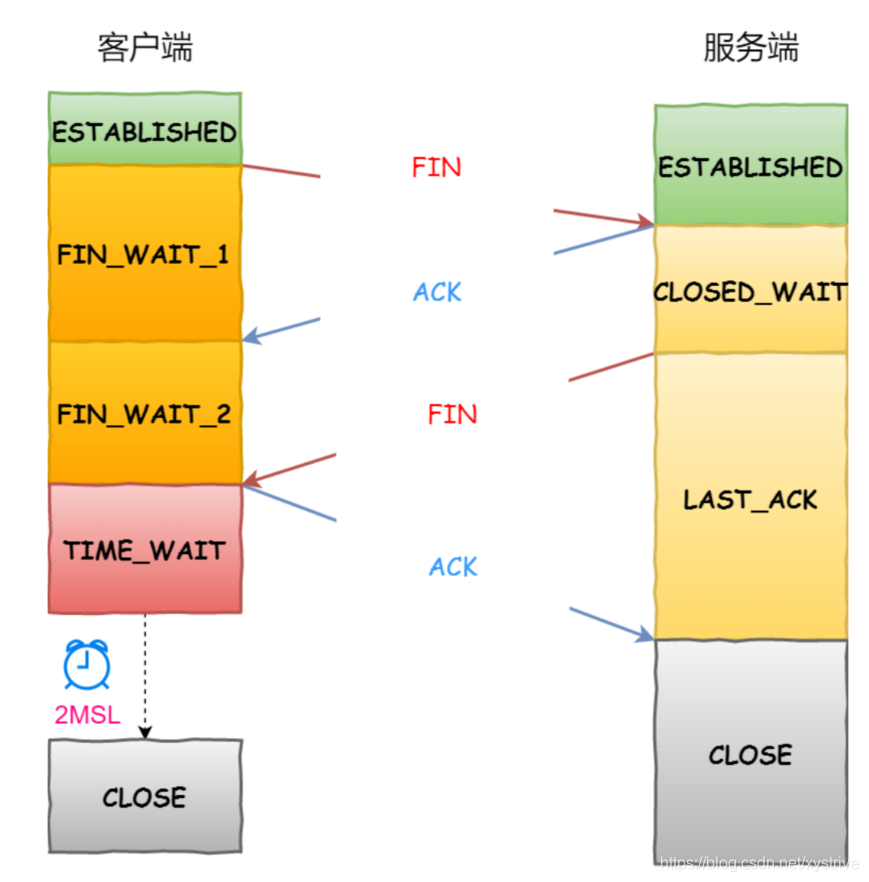 客户端
服务端
ESTABLISHED
FIN
ESTABLISHED
FIN_WAIT_1
ACK
CLOSED_WAIT
FIN_WAIT_2
FIN
LAST_ACK
TIME_WAIT
ACK
2MSL
CLOSE
CLOSE
https://blog.csdn.net/xystrive